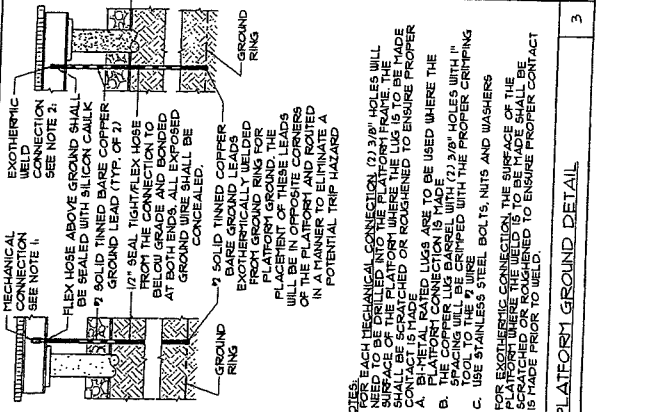 MECHANICAL
CONNECTION
SEE NOTE 1.
EXOTHERMIC
WELD
CONNECTION
SEE NOTE 2.
FLEX HOSE ABOVE GROUND SHALL
BE SEALED WITH SILICON CAULK
#2 SOLID TINNED BARE COPPER
GROUND LEAD (TYP. OF 2)
1/2" SEAL TIGHT/FLEX HOSE
FROM THE CONNECTION TO
BELOW GRADE AND BONDED
AT BOTH ENDS. ALL EXPOSED
GROUND WIRE SHALL BE
CONCEALED.
#2 SOLID TINNED COPPER
BARE GROUND LEADS
EXOTHERMICALLY WELDED
FROM GROUND RING FOR
PLATFORM GROUND. THE
PLACEMENT OF THESE LEADS
WILL BE IN OPPOSITE CORNERS
OF THE PLATFORM AND ROUTED
IN A MANNER TO ELIMINATE A
POTENTIAL TRIP HAZARD
GROUND
RING
GROUND
RING
NOTES:
FOR EACH MECHANICAL CONNECTION, (2) 3/8" HOLES WILL
NEED TO BE DRILLED INTO THE PLATFORM FRAME. THE
SURFACE OF THE PLATFORM WHERE THE LUG IS TO BE MADE
SHALL BE SCRATCHED OR ROUGHENED TO ENSURE PROPER
CONTACT IS MADE
A. BI-METAL RATED LUGS ARE TO BE USED WHERE THE
PLATFORM CONNECTION IS MADE
B. THE COPPER LUG BARREL WITH (2) 3/8" HOLES WITH 1"
SPACING WILL BE CRIMPED WITH THE PROPER CRIMPING
TOOL TO THE #2 WIRE
C. USE STAINLESS STEEL BOLTS, NUTS AND WASHERS
FOR EXOTHERMIC CONNECTION, THE SURFACE OF THE
PLATFORM WHERE THE WELD IS TO BE MADE SHALL BE
SCRATCHED OR ROUGHENED TO ENSURE PROPER CONTACT
IS MADE PRIOR TO WELD.
PLATFORM GROUND DETAIL
3